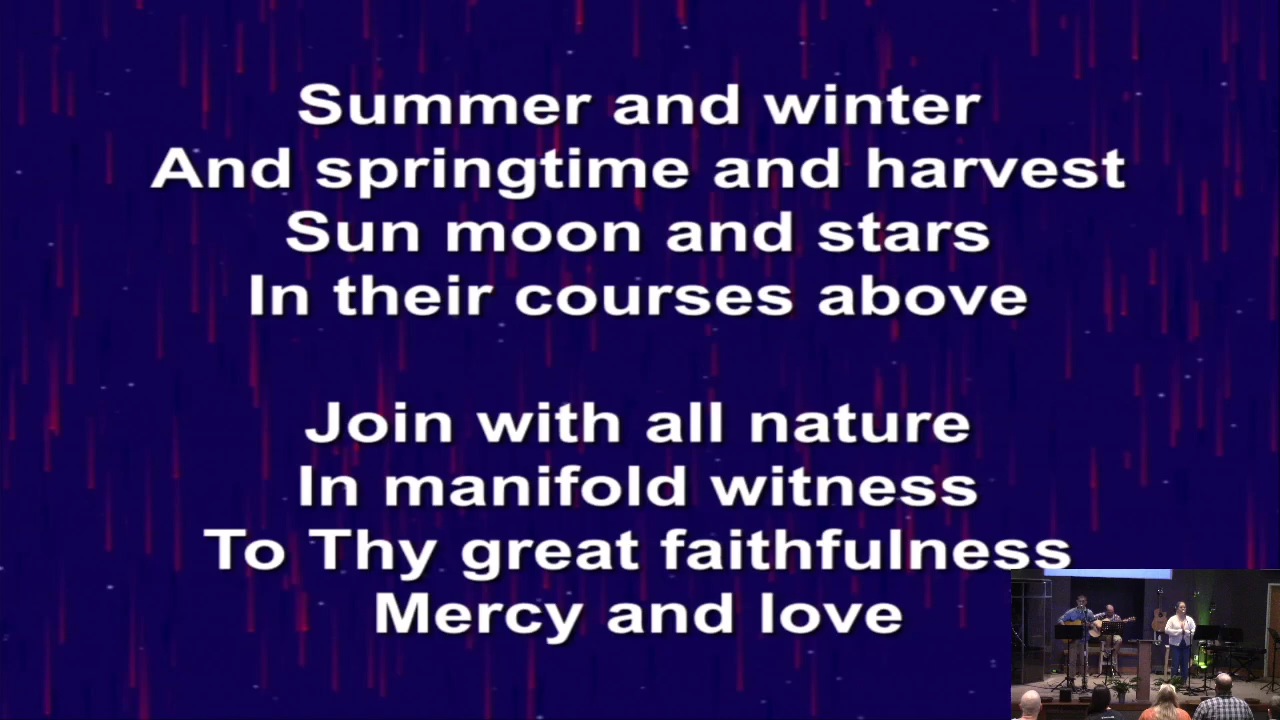 Summer and winter
And springtime and harvest
Sun moon and stars
In their courses above
Join with all nature
In manifold witness
To Thy great faithfulness
Mercy and love